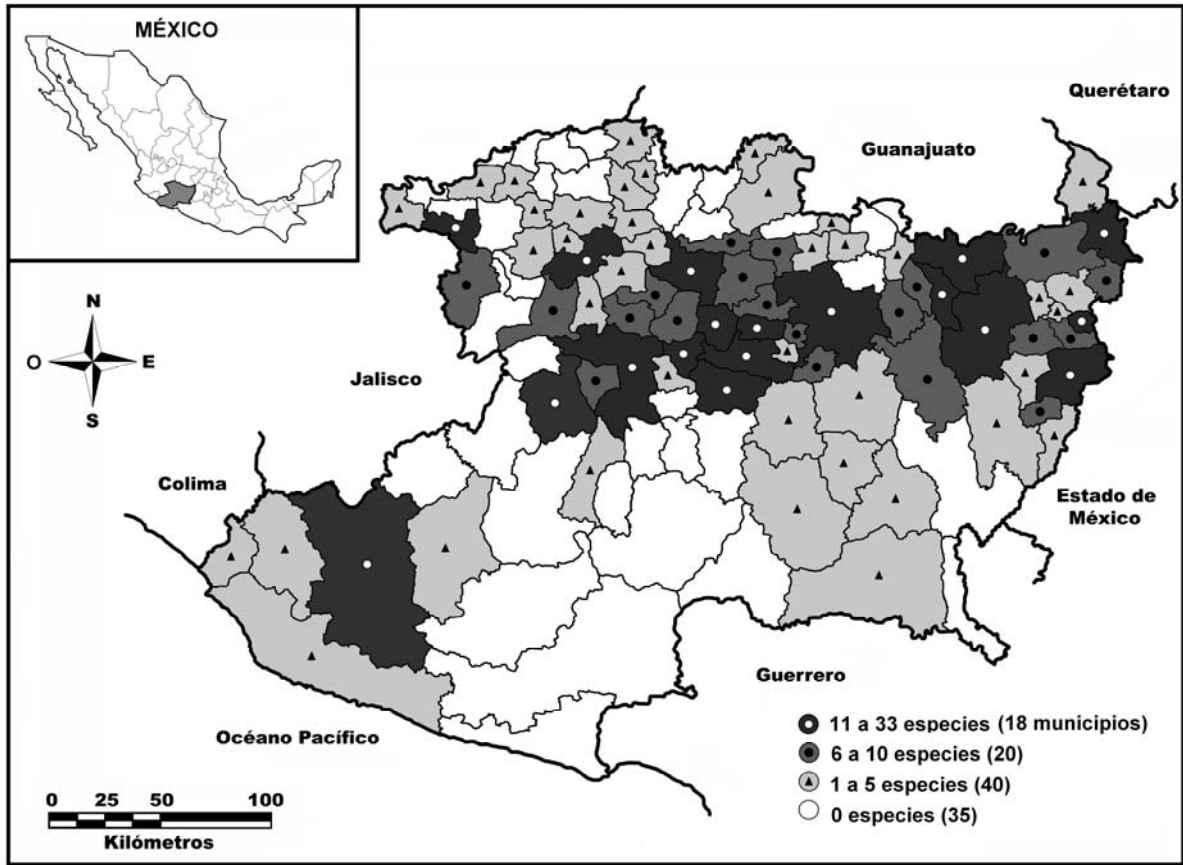 MÉXICO
Querétaro
Guanajuato
N
O
E
S
Jalisco
Colima
Estado de
México
Guerrero
Océano Pacífico
11 a 33 especies (18 municipios)
6 a 10 especies (20)
1 a 5 especies (40)
0 especies (35)
0 25 50 100
Kilómetros